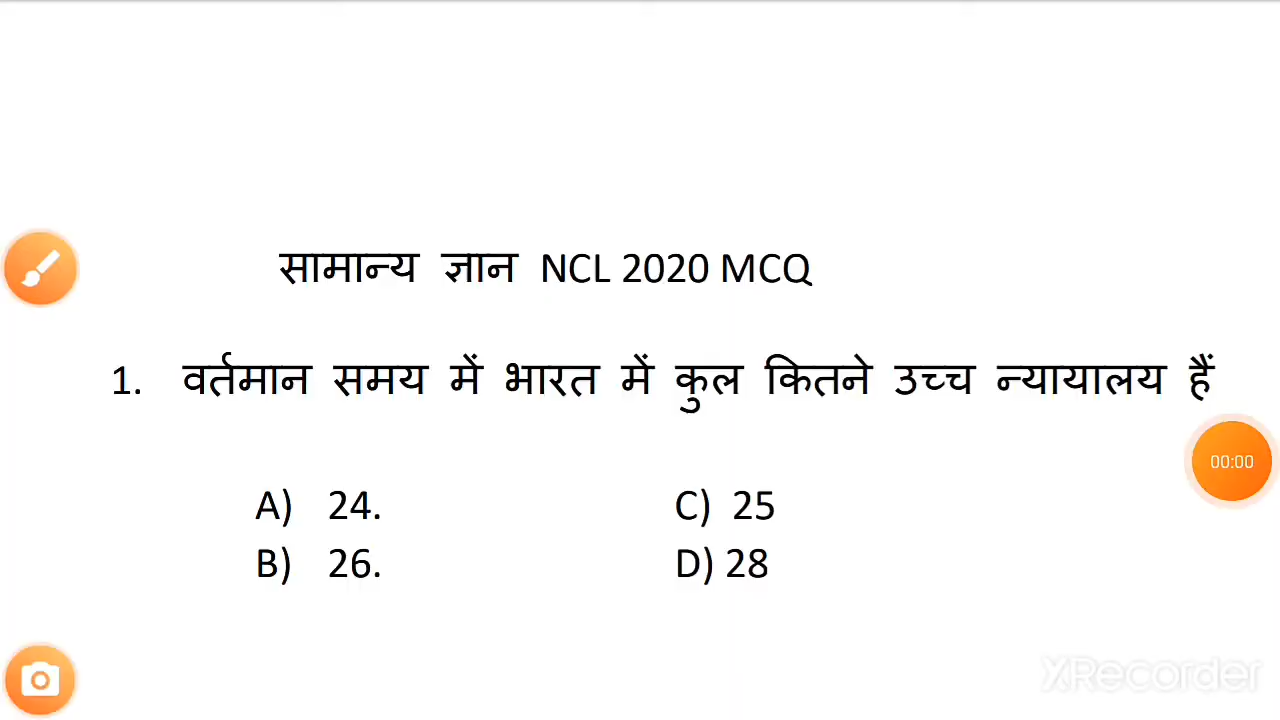 सामान्य ज्ञान NCL 2020 MCQ
1. वर्तमान समय में भारत में कुल कितने उच्च न्यायालय हैं
00:00
A) 24. C) 25
B) 26. D) 28
XRecorder